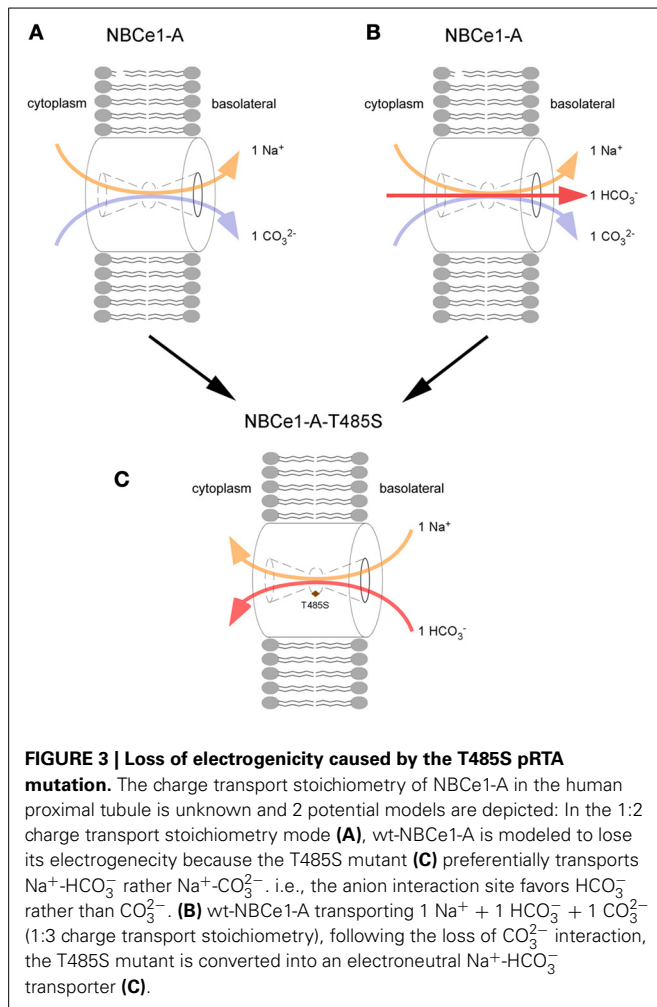 A
NBCe1-A
cytoplasm
basolateral
1 Na⁺
1 CO₃²⁻
B
NBCe1-A
cytoplasm
basolateral
1 Na⁺
1 HCO₃⁻
1 CO₃²⁻
NBCe1-A-T485S
C
cytoplasm
basolateral
1 Na⁺
T485S
1 HCO₃⁻
FIGURE 3 | Loss of electrogenicity caused by the T485S pRTA
mutation. The charge transport stoichiometry of NBCe1-A in the human
proximal tubule is unknown and 2 potential models are depicted: In the 1:2
charge transport stoichiometry mode (A), wt-NBCe1-A is modeled to lose
its electrogenecity because the T485S mutant (C) preferentially transports
Na⁺-HCO₃⁻ rather Na⁺-CO₃²⁻. i.e., the anion interaction site favors HCO₃⁻
rather than CO₃²⁻. (B) wt-NBCe1-A transporting 1 Na⁺ + 1 HCO₃⁻ + 1 CO₃²⁻
(1:3 charge transport stoichiometry), following the loss of CO₃²⁻ interaction,
the T485S mutant is converted into an electroneutral Na⁺-HCO₃⁻
transporter (C).